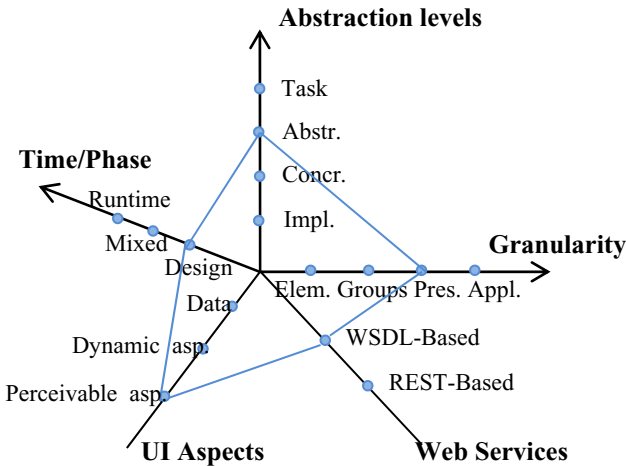 Abstraction levels
Task
Abstr.
Time/Phase
Concr.
Runtime
Impl.
Mixed
Granularity
Design
Elem. Groups Pres. Appl.
Data
WSDL-Based
Dynamic asp.
REST-Based
Perceivable asp.
UI Aspects
Web Services